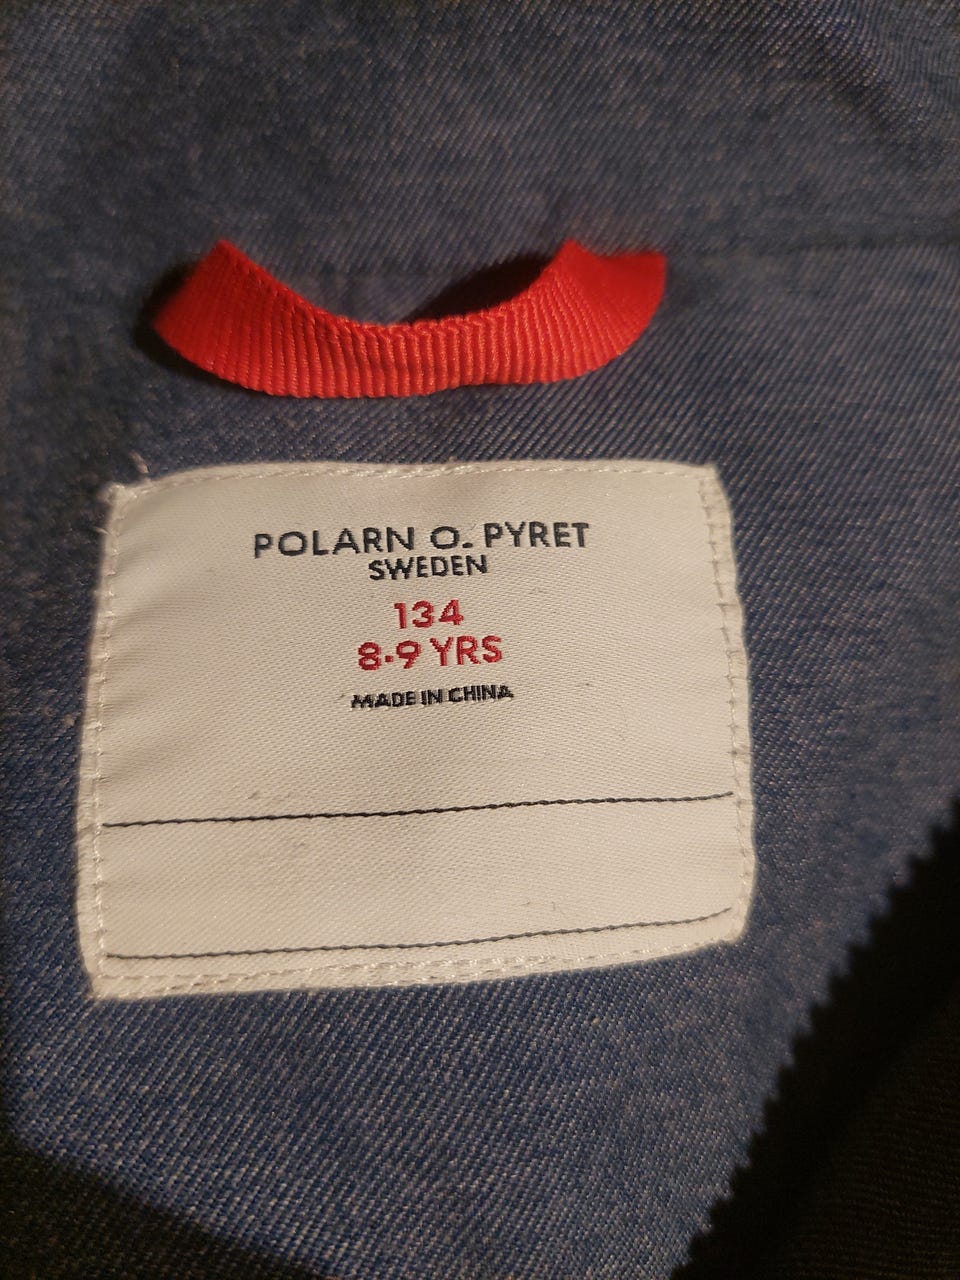 POLARN O. PYRET
SWEDEN
134
8-9 YRS
MADE IN CHINA